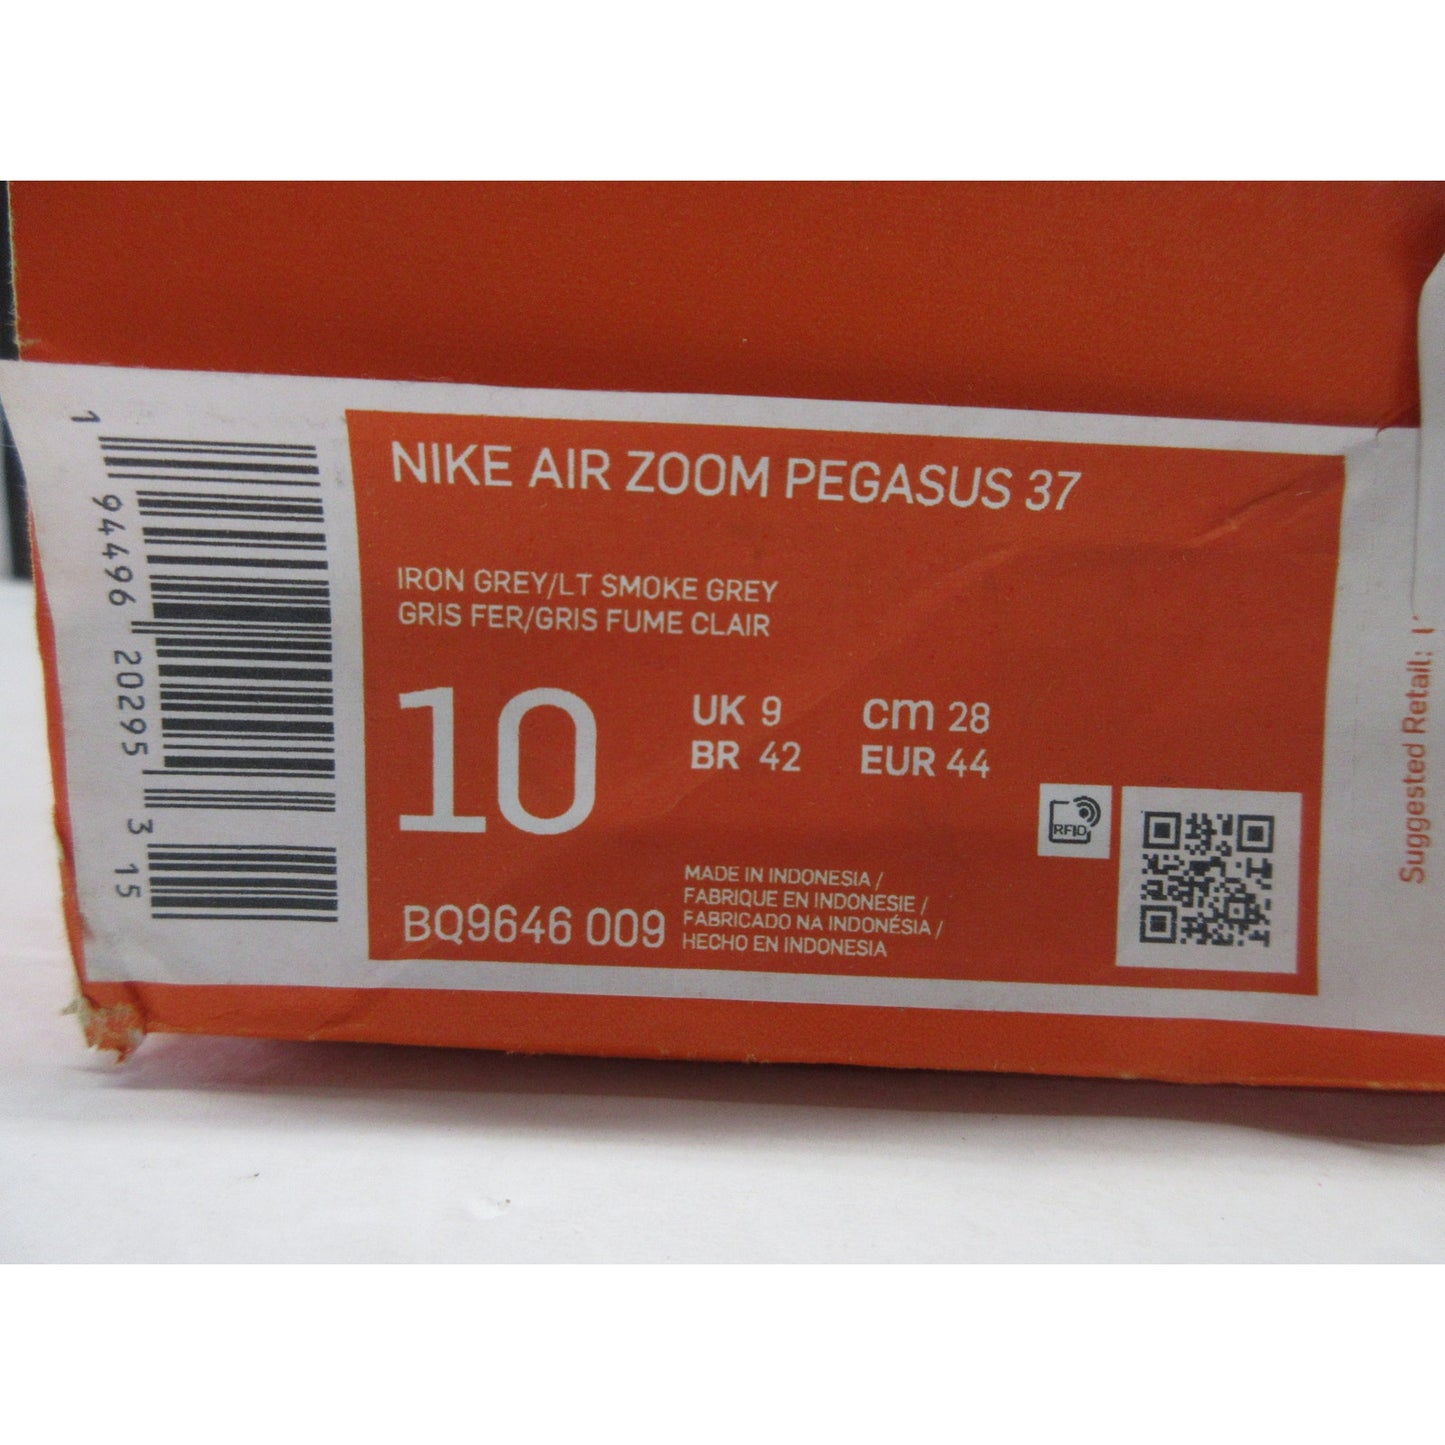 NIKE AIR ZOOM PEGASUS 37
IRON GREY/LT SMOKE GREY
GRIS FER/GRIS FUME CLAIR
10
UK 9
cm 28
BR 42
EUR 44
BQ9646 009
MADE IN INDONESIA /
FABRIQUE EN INDONESIE /
FABRICADO NA INDONÉSIA /
HECHO EN INDONESIA
RFID
1 94496 20295 3 15
Suggested Retail: